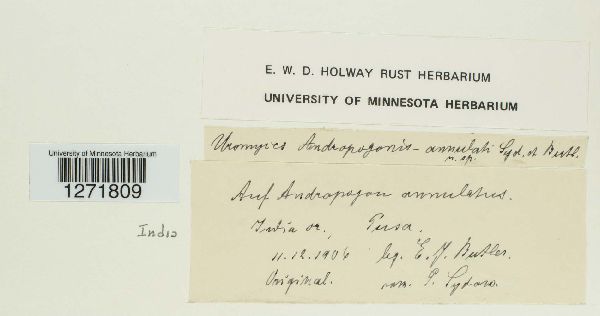 E. W. D. HOLWAY RUST HERBARIUM
UNIVERSITY OF MINNESOTA HERBARIUM
Uromyces Andropogonis-annulati Syd. et Butl.
n. sp.
University of Minnesota Herbarium
1271809
India
Auf Andropogon annulatus.
India or., Pusa.
11.12.1906 leg. E. J. Butler.
Original. com. P. Sydow.